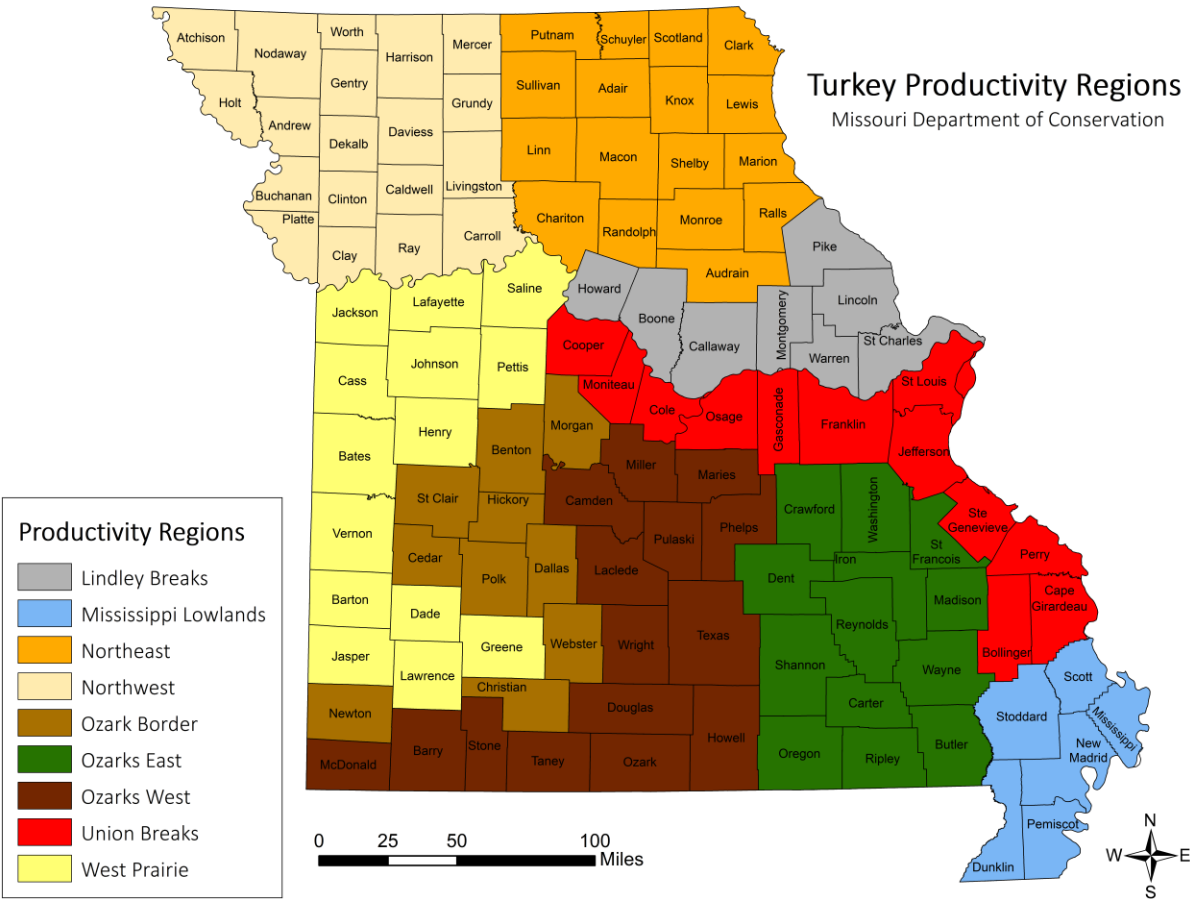 Turkey Productivity Regions
Missouri Department of Conservation
Atchison
Nodaway
Worth
Harrison
Mercer
Putnam
Schuyler
Scotland
Clark
Holt
Gentry
Grundy
Sullivan
Adair
Knox
Lewis
Andrew
Dekalb
Daviess
Linn
Macon
Shelby
Marion
Buchanan
Clinton
Caldwell
Livingston
Platte
Clay
Ray
Carroll
Chariton
Randolph
Monroe
Ralls
Audrain
Pike
Jackson
Lafayette
Saline
Howard
Boone
Callaway
Montgomery
Lincoln
Warren
St Charles
Cass
Johnson
Pettis
Cooper
Moniteau
Cole
Osage
Gasconade
Franklin
St Louis
Jefferson
Bates
Henry
Benton
Morgan
Miller
Maries
St Clair
Hickory
Camden
Crawford
Washington
Ste
Genevieve
Vernon
Cedar
Polk
Dallas
Laclede
Pulaski
Phelps
Dent
Iron
St
Francois
Perry
Barton
Dade
Greene
Webster
Wright
Texas
Reynolds
Madison
Cape
Girardeau
Bollinger
Jasper
Lawrence
Christian
Shannon
Wayne
Scott
Newton
Douglas
Howell
Carter
Stoddard
Mississippi
McDonald
Barry
Stone
Taney
Ozark
Oregon
Ripley
Butler
New
Madrid
Pemiscot
Dunklin
Productivity Regions
Lindley Breaks
Mississippi Lowlands
Northeast
Northwest
Ozark Border
Ozarks East
Ozarks West
Union Breaks
West Prairie
0 25 50 100
Miles
N
W E
S